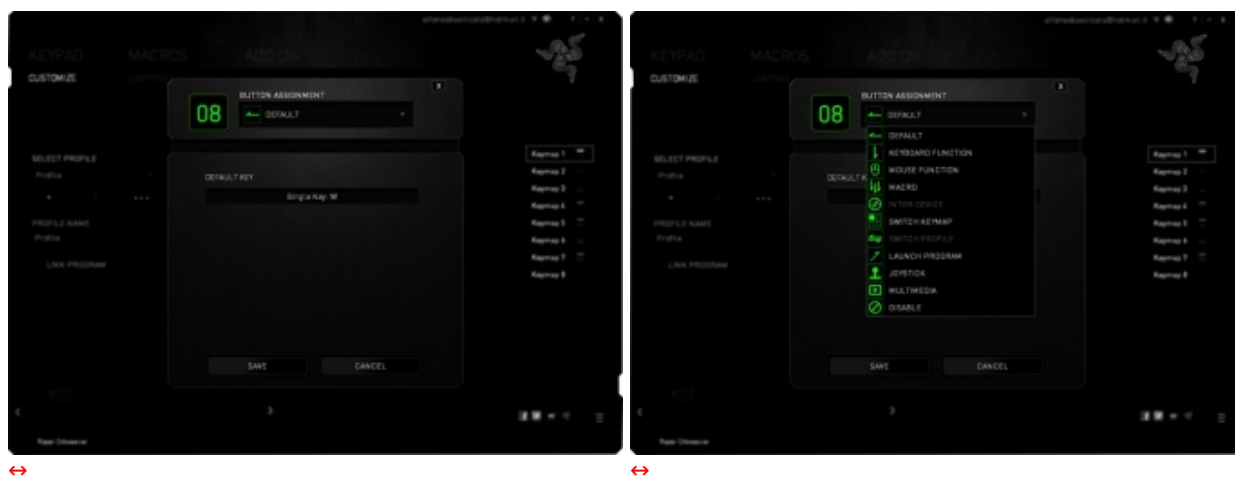 KEYPAD MACROS ADD ON
CUSTOMIZE LIGHTING
BUTTON ASSIGNMENT
08
DEFAULT
x
SELECT PROFILE
Profile
PROFILE NAME
Profile
LINK PROGRAM
DEFAULT KEY
Single Key: W
Keymap 1
Keymap 2
Keymap 3
Keymap 4
Keymap 5
Keymap 6
Keymap 7
Keymap 8
SAVE CANCEL
Razer Orbweaver
KEYPAD MACROS ADD ON
CUSTOMIZE LIGHTING
BUTTON ASSIGNMENT
08
DEFAULT
x
DEFAULT
KEYBOARD FUNCTION
MOUSE FUNCTION
MACRO
INTER-DEVICE
SWITCH KEYMAP
SWITCH PROFILE
LAUNCH PROGRAM
JOYSTICK
MULTIMEDIA
DISABLE
SELECT PROFILE
Profile
PROFILE NAME
Profile
LINK PROGRAM
DEFAULT K
Keymap 1
Keymap 2
Keymap 3
Keymap 4
Keymap 5
Keymap 6
Keymap 7
Keymap 8
SAVE CANCEL
Razer Orbweaver